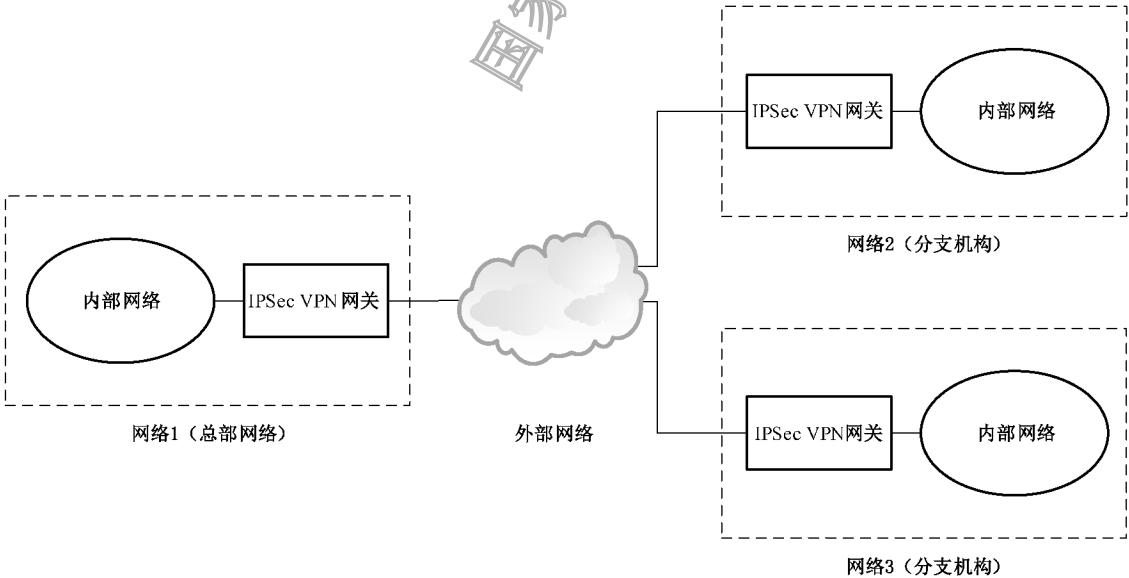 国家
IPSec VPN网关
内部网络
网络2（分支机构）
内部网络
IPSec VPN网关
网络1（总部网络）
外部网络
IPSec VPN网关
内部网络
网络3（分支机构）